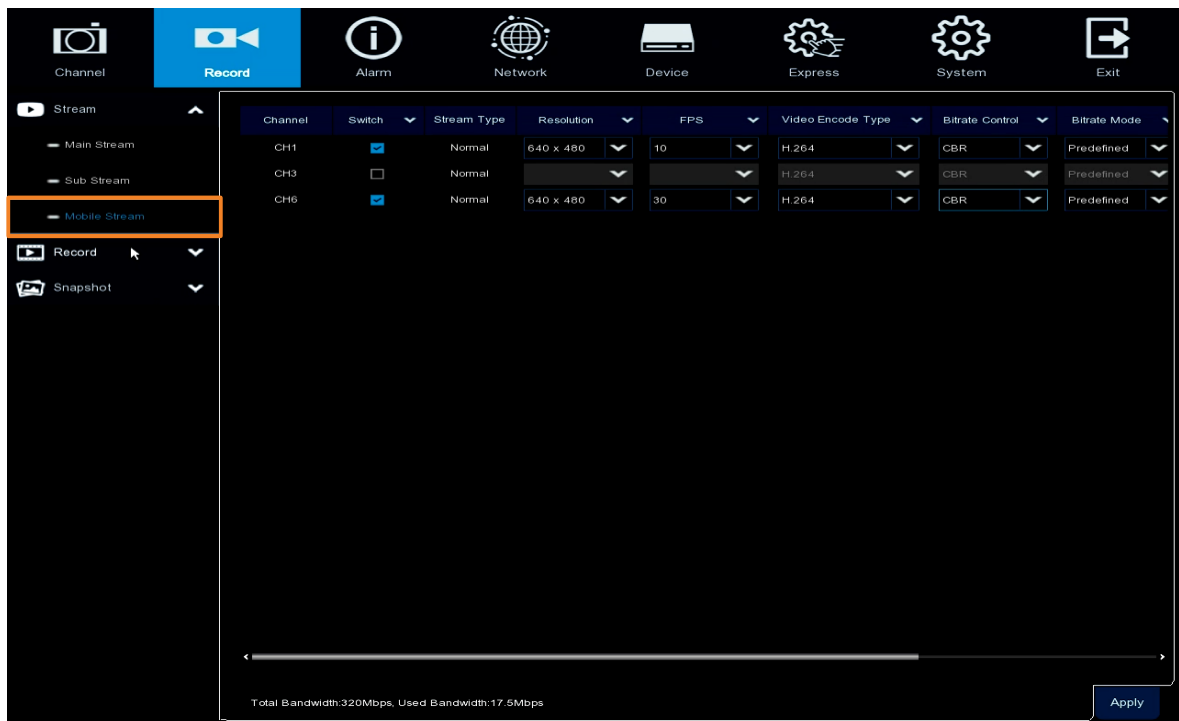 Channel Record Alarm Network Device Express System Exit
Stream
Main Stream
Sub Stream
Mobile Stream
Record
Snapshot
Channel Switch Stream Type Resolution FPS Video Encode Type Bitrate Control Bitrate Mode
CH1 Normal 640 x 480 10 H.264 CBR Predefined
CH3 Normal H.264 CBR Predefined
CH6 Normal 640 x 480 30 H.264 CBR Predefined
Total Bandwidth:320Mbps, Used Bandwidth:17.5Mbps
Apply